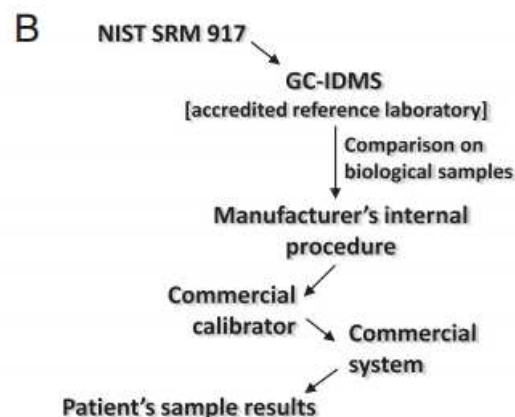 B
NIST SRM 917
GC-IDMS
[accredited reference laboratory]
Comparison on
biological samples
Manufacturer's internal
procedure
Commercial
calibrator
Commercial
system
Patient's sample results